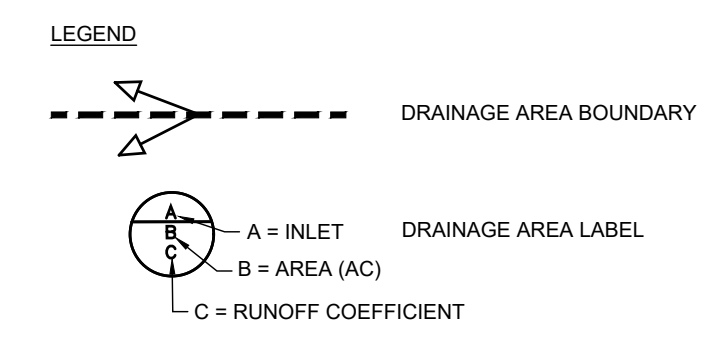 LEGEND
DRAINAGE AREA BOUNDARY
A
B
C
A = INLET
DRAINAGE AREA LABEL
B = AREA (AC)
C = RUNOFF COEFFICIENT